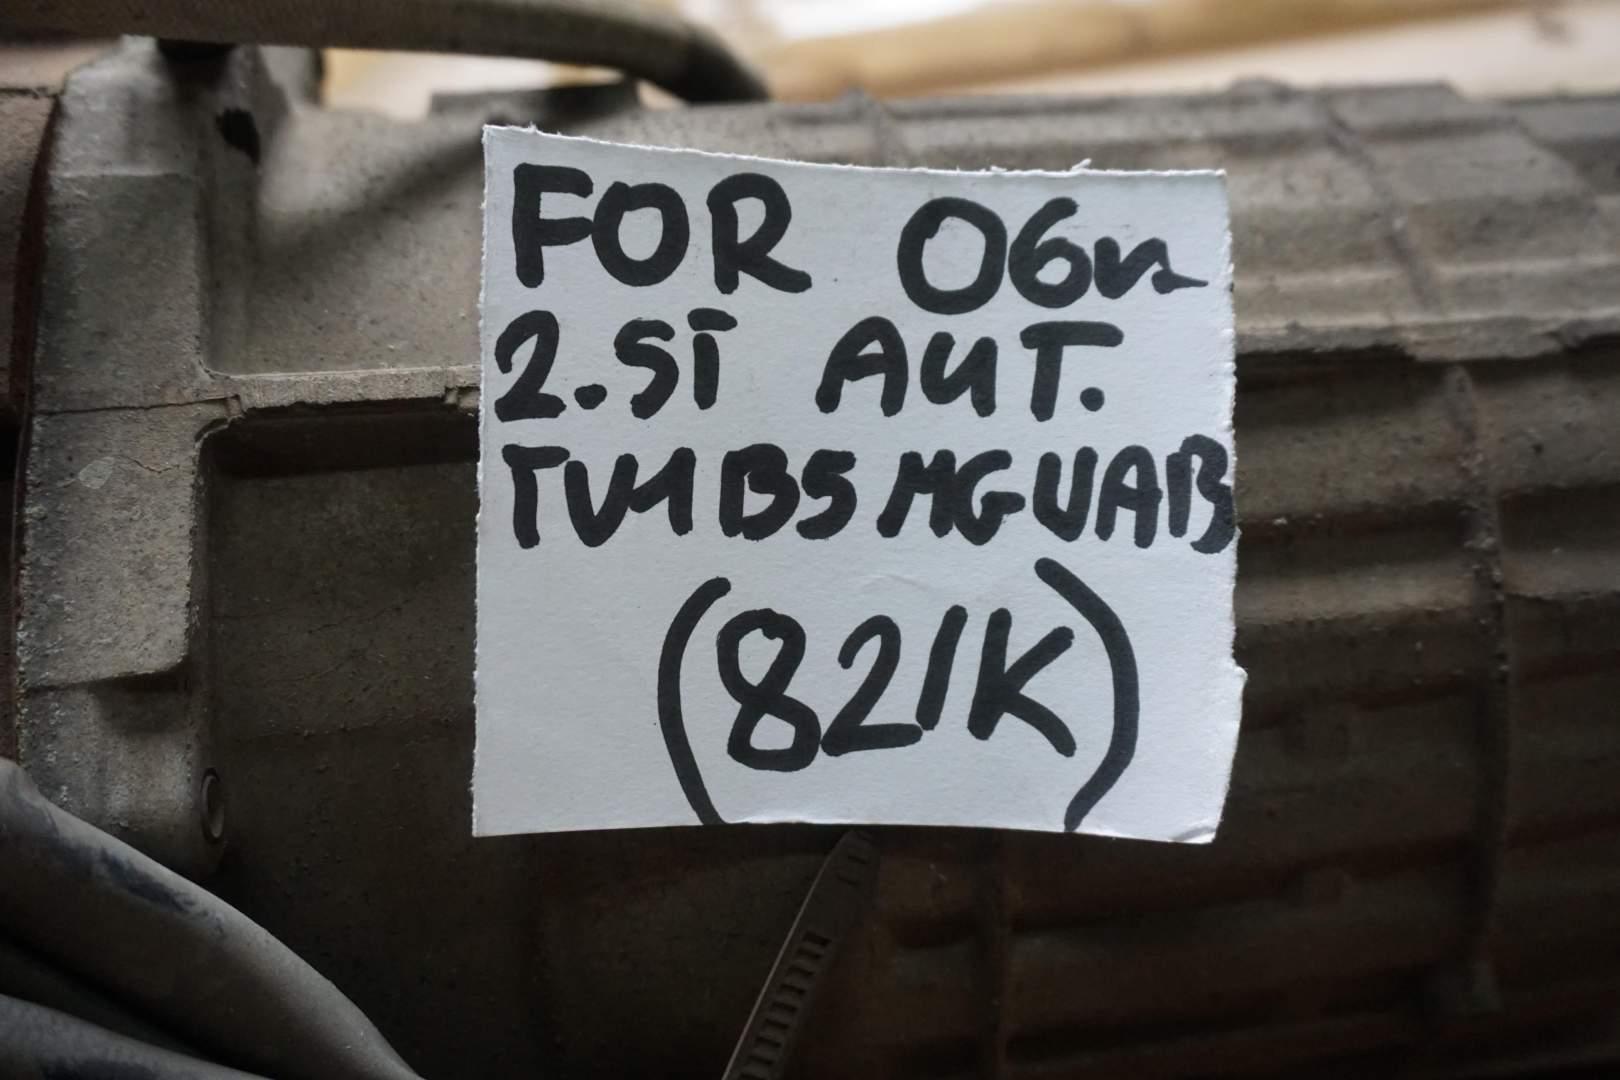 FOR 06r
2.5i AUT.
TV1B5MGUAB
(821K)